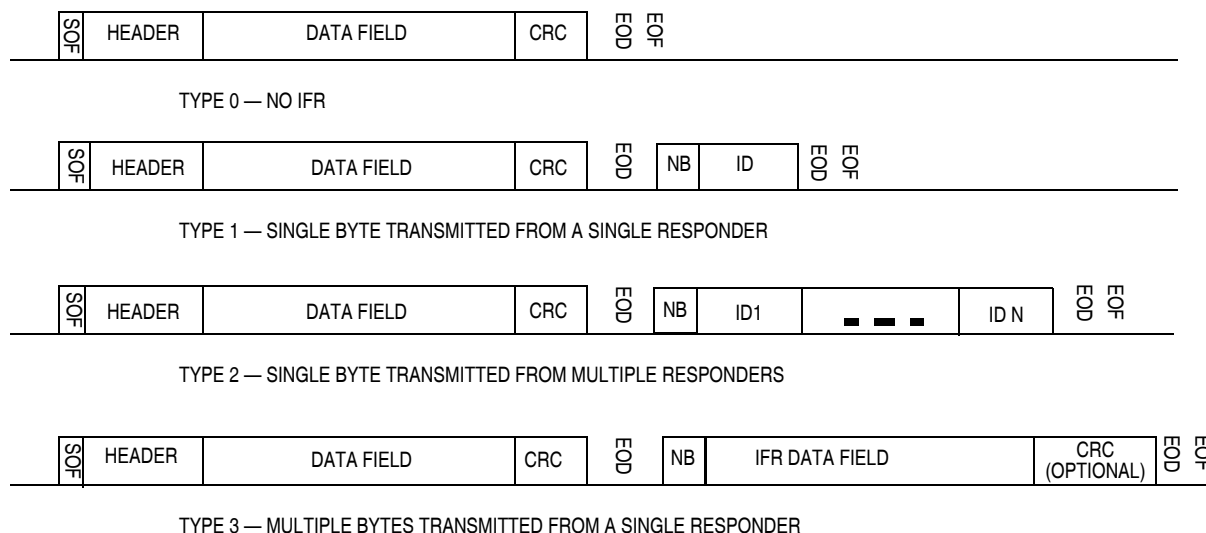 SOF HEADER DATA FIELD CRC EOD EOF
TYPE 0 — NO IFR
SOF HEADER DATA FIELD CRC EOD NB ID EOD EOF
TYPE 1 — SINGLE BYTE TRANSMITTED FROM A SINGLE RESPONDER
SOF HEADER DATA FIELD CRC EOD NB ID1 ID N EOD EOF
TYPE 2 — SINGLE BYTE TRANSMITTED FROM MULTIPLE RESPONDERS
SOF HEADER DATA FIELD CRC EOD NB IFR DATA FIELD CRC (OPTIONAL) EOD EOF
TYPE 3 — MULTIPLE BYTES TRANSMITTED FROM A SINGLE RESPONDER